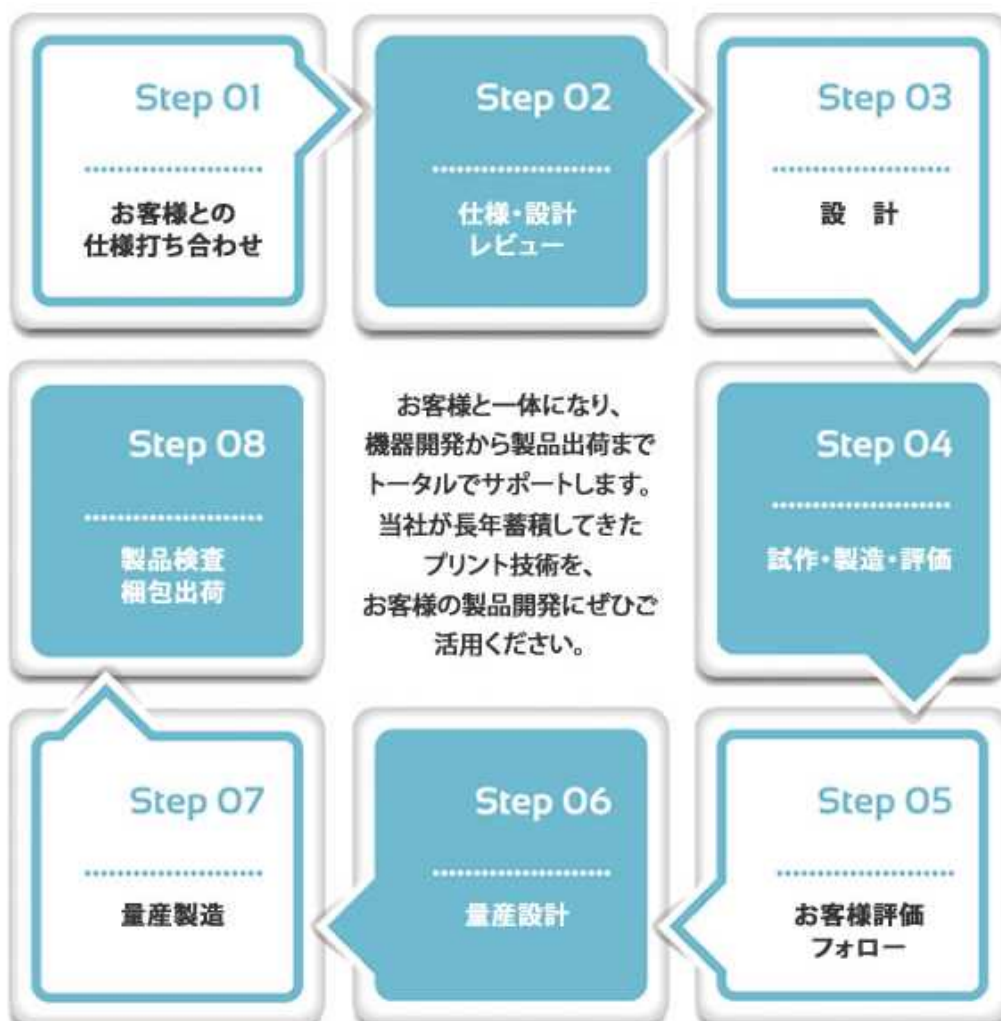 Step 01
お客様との
仕様打ち合わせ
Step 02
仕様・設計
レビュー
Step 03
設　計
Step 04
試作・製造・評価
Step 05
お客様評価
フォロー
Step 06
量産設計
Step 07
量産製造
Step 08
製品検査
梱包出荷
お客様と一体になり、
機器開発から製品出荷まで
トータルでサポートします。
当社が長年蓄積してきた
プリント技術を、
お客様の製品開発にぜひご
活用ください。